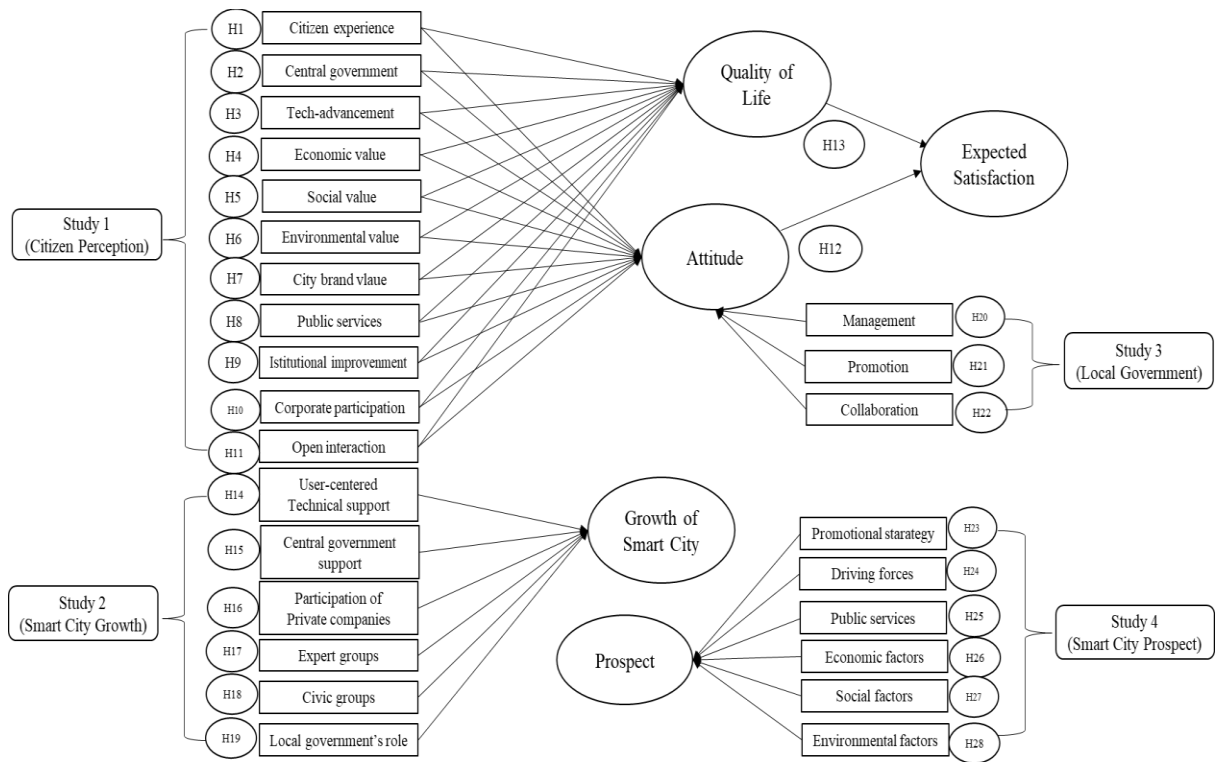 H1
Citizen experience
H2
Central government
H3
Tech-advancement
H4
Economic value
H5
Social value
H6
Environmental value
H7
City brand vlaue
H8
Public services
H9
Istitutional improvenment
H10
Corporate participation
H11
Open interaction
Study 1
(Citizen Perception)
Quality of
Life
H13
Expected
Satisfaction
Attitude
H12
Management
H20
Promotion
H21
Collaboration
H22
Study 3
(Local Government)
H14
User-centered
Technical support
H15
Central government
support
H16
Participation of
Private companies
H17
Expert groups
H18
Civic groups
H19
Local government’s role
Study 2
(Smart City Growth)
Growth of
Smart City
Prospect
Promotional starategy
H23
Driving forces
H24
Public services
H25
Economic factors
H26
Social factors
H27
Environmental factors
H28
Study 4
(Smart City Prospect)